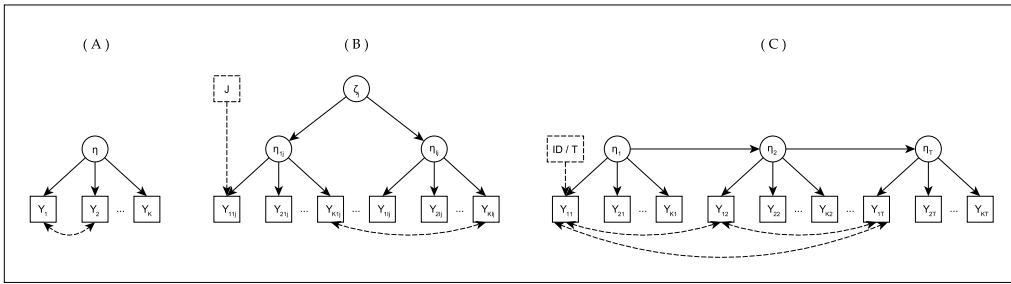 ( A ) ( B ) ( C )
J ζj
η η1j ηIj ID / T η1 η2 ηT
Y1 Y2 ... YK Y11j Y21j ... YK1j Y1Ij Y2Ij ... YKIj Y11 Y21 ... YK1 Y12 Y22 ... YK2 ... Y1T Y2T ... YKT